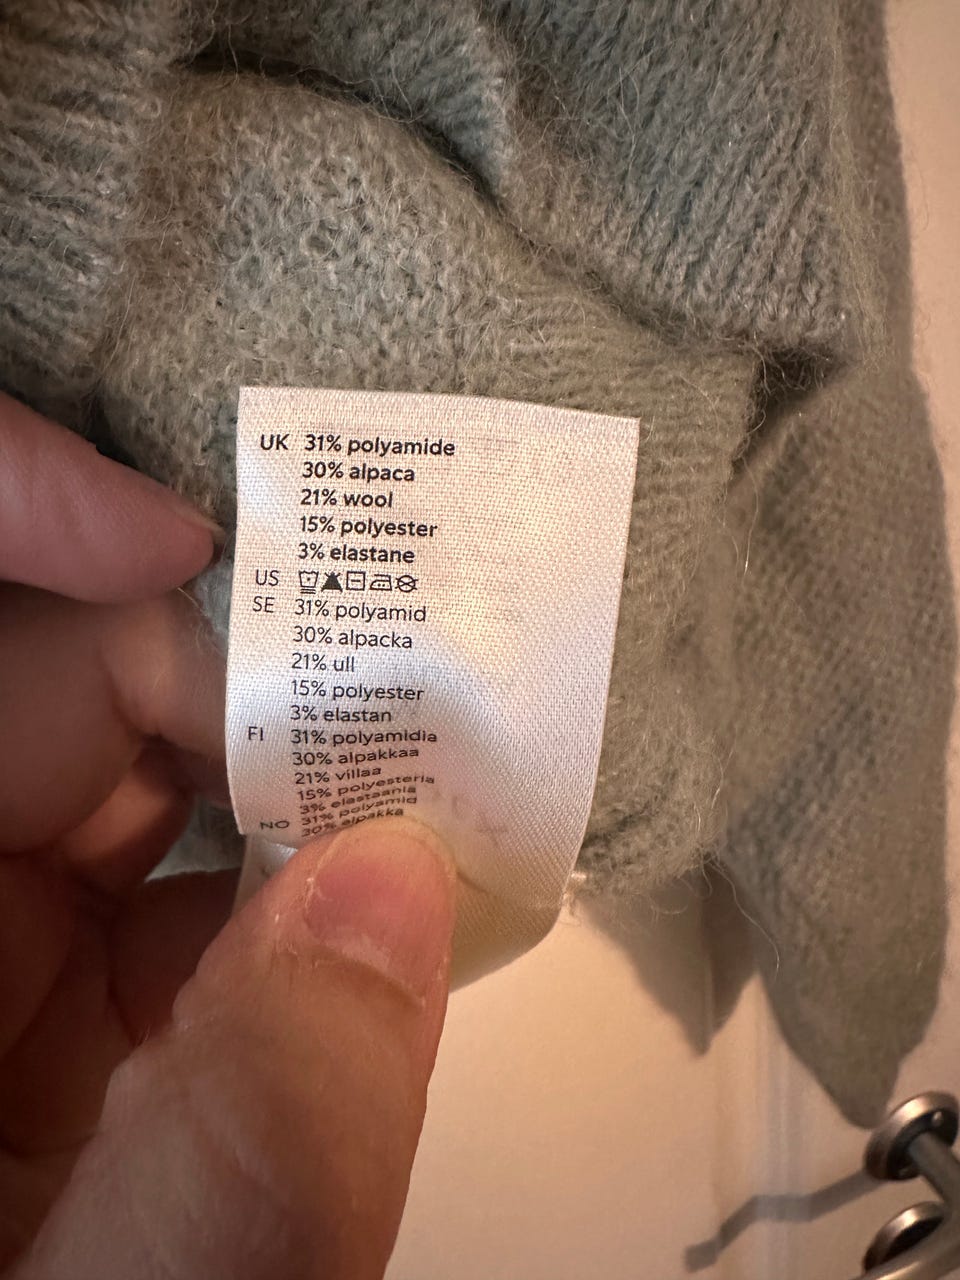 UK 31% polyamide
30% alpaca
21% wool
15% polyester
3% elastane
US
SE 31% polyamid
30% alpacka
21% ull
15% polyester
3% elastan
FI 31% polyamidia
30% alpakkaa
21% villaa
15% polyesteria
3% elastaania
NO 31% polyamid
30% alpakka